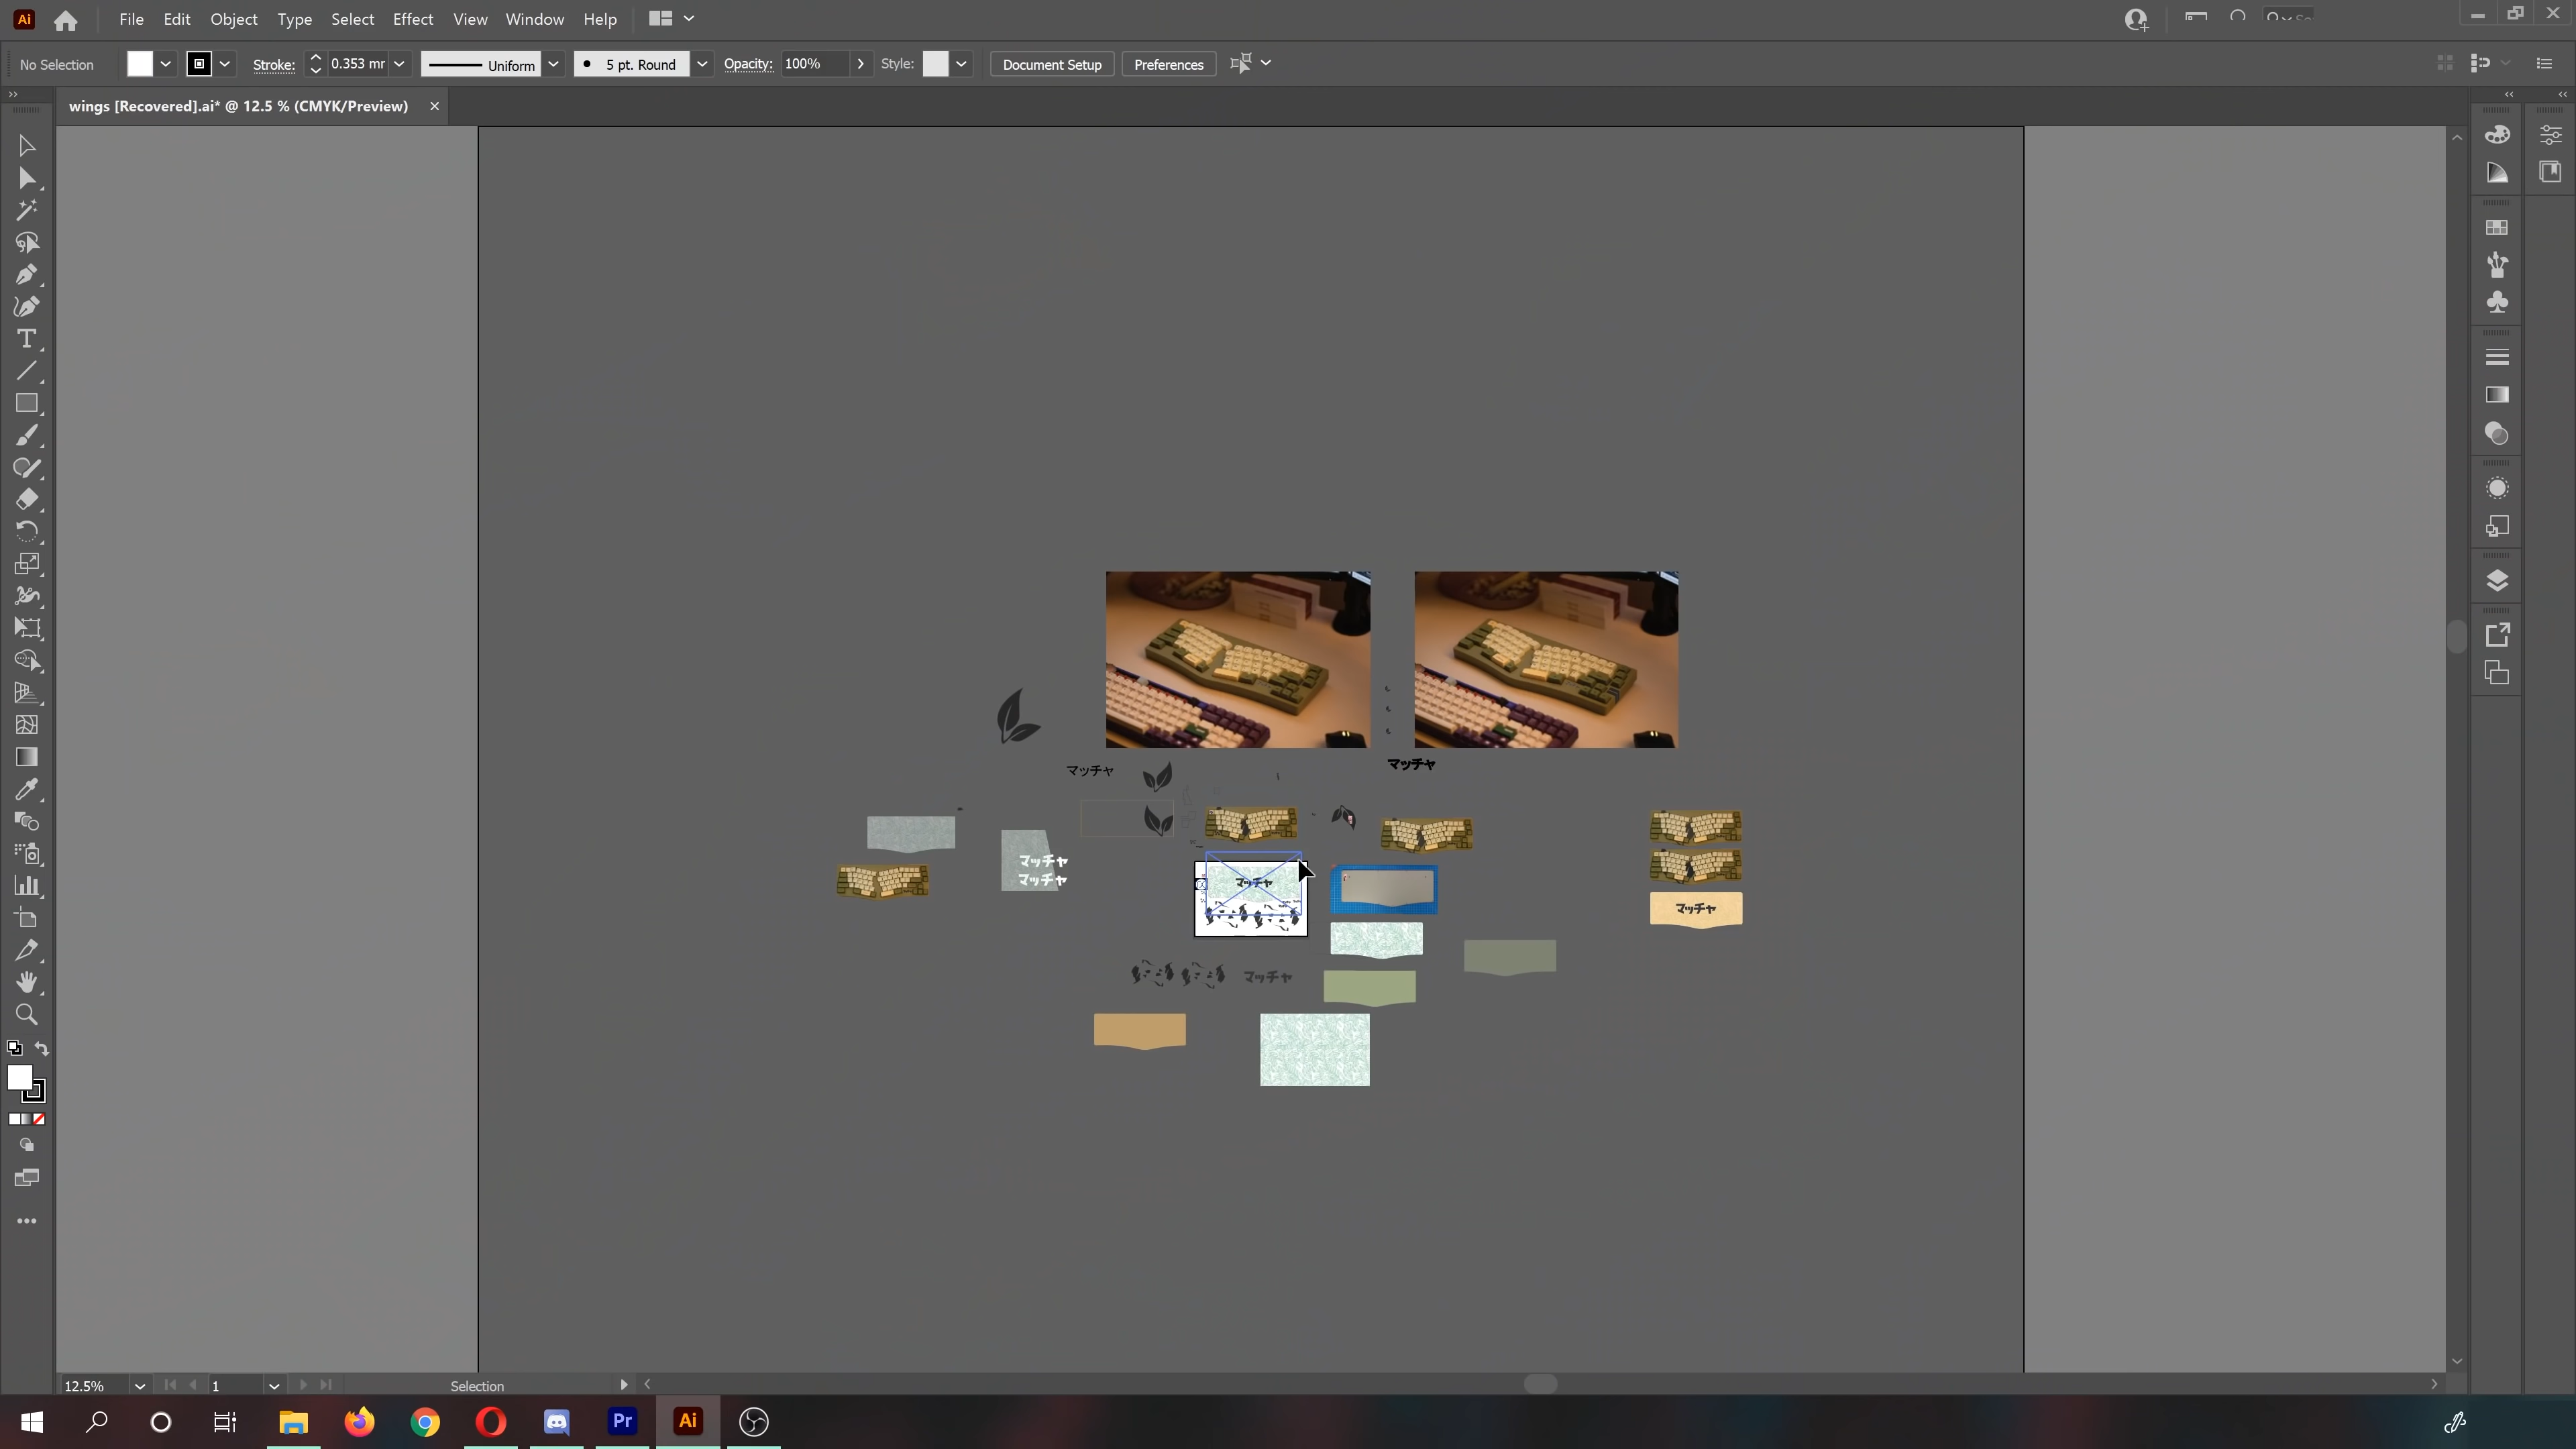 Ai File Edit Object Type Select Effect View Window Help
No Selection Stroke: 0.353 mr Uniform 5 pt. Round Opacity: 100% Style: Document Setup Preferences
wings [Recovered].ai* @ 12.5 % (CMYK/Preview)
マッチャ マッチャ
マッチャ
マッチャ
マッチャ
マッチャ
マッチャ
12.5% 1 Selection
Pr Ai